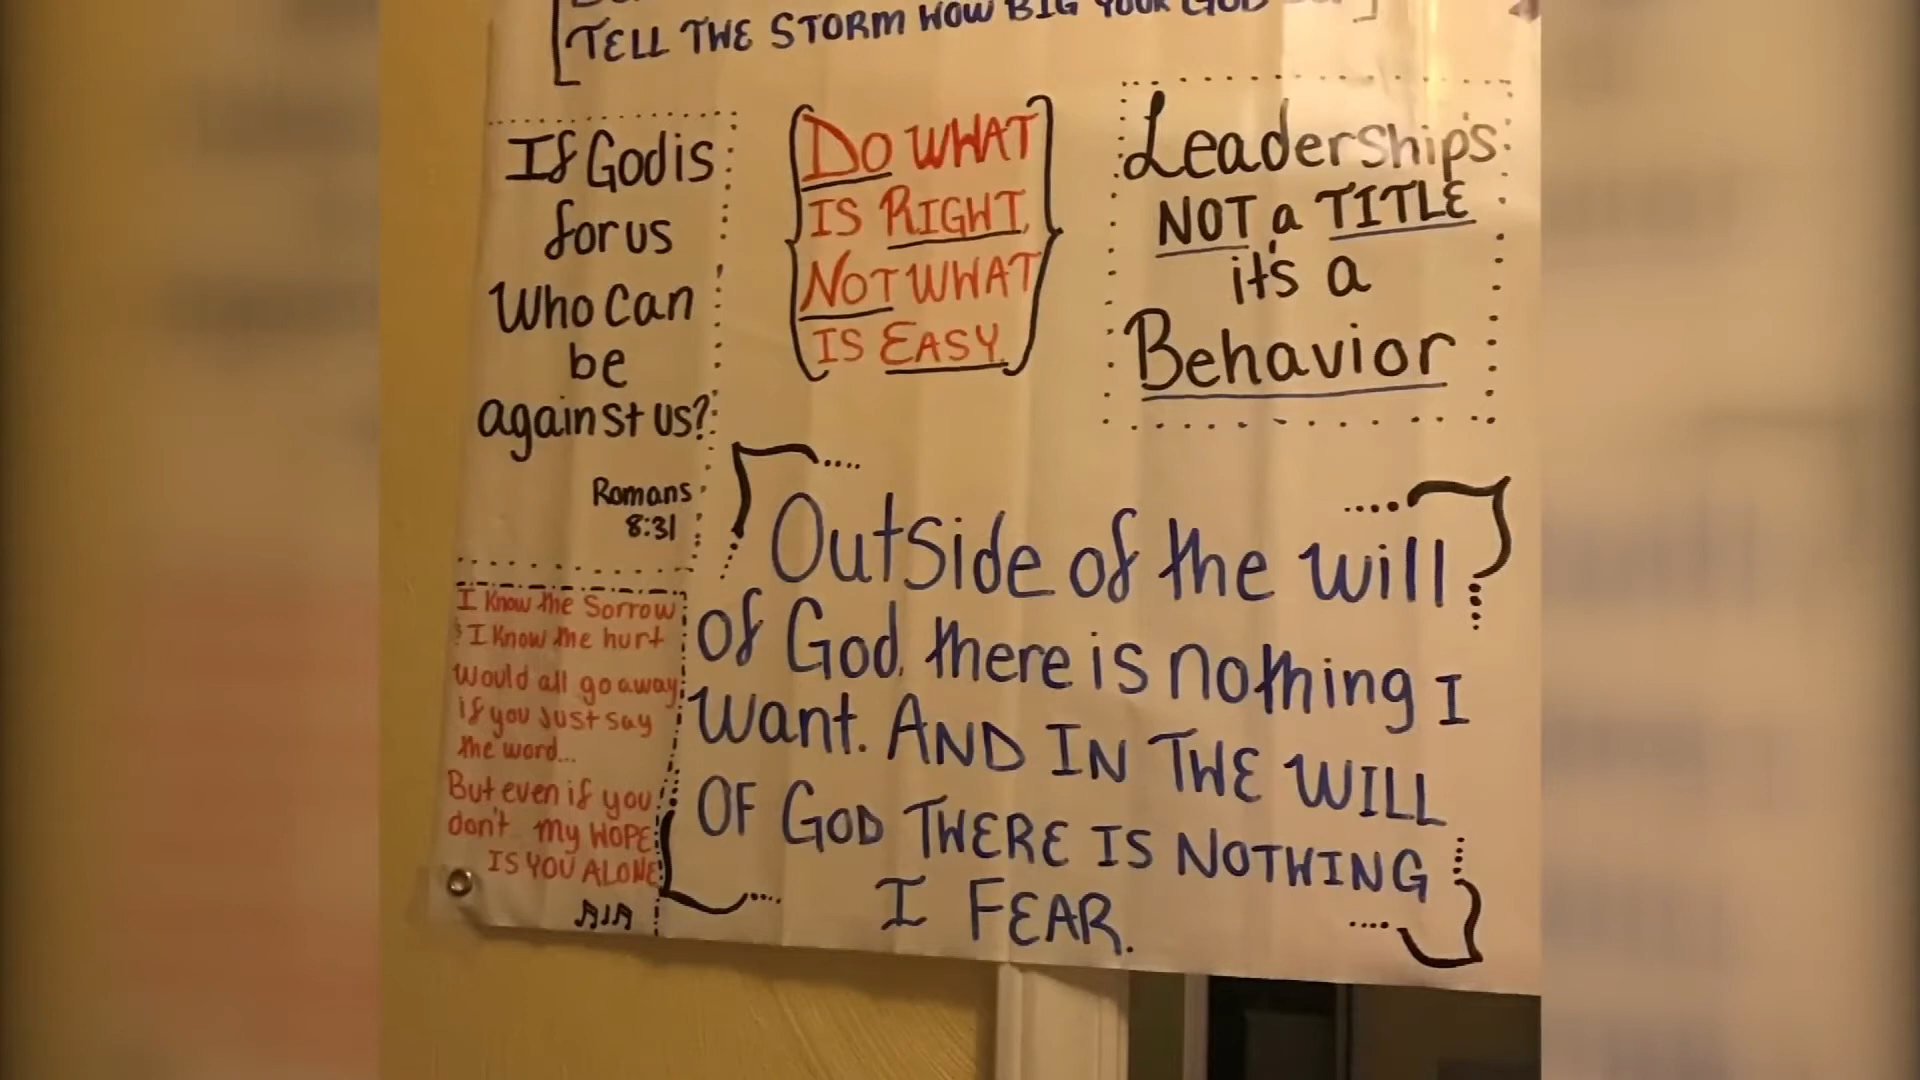 TELL THE STORM HOW BIG YOUR GOD
If God is
for us
Who Can
be
against us?
Romans
8:31
DO WHAT
IS RIGHT,
NOT WHAT
IS EASY.
Leadership's
NOT a TITLE
it's a
Behavior
I Know the Sorrow
I Know the hurt
Would all go away
if you Just say
the word...
But even if you
don't my HOPE
IS YOU ALONE
Outside of the will
of God, there is nothing I
Want. AND IN THE WILL
OF GOD THERE IS NOTHING
I FEAR.